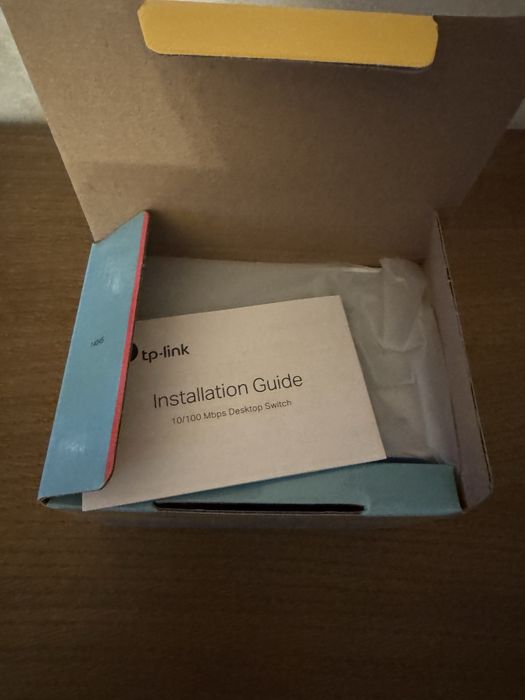 tp-link
Installation Guide
10/100 Mbps Desktop Switch